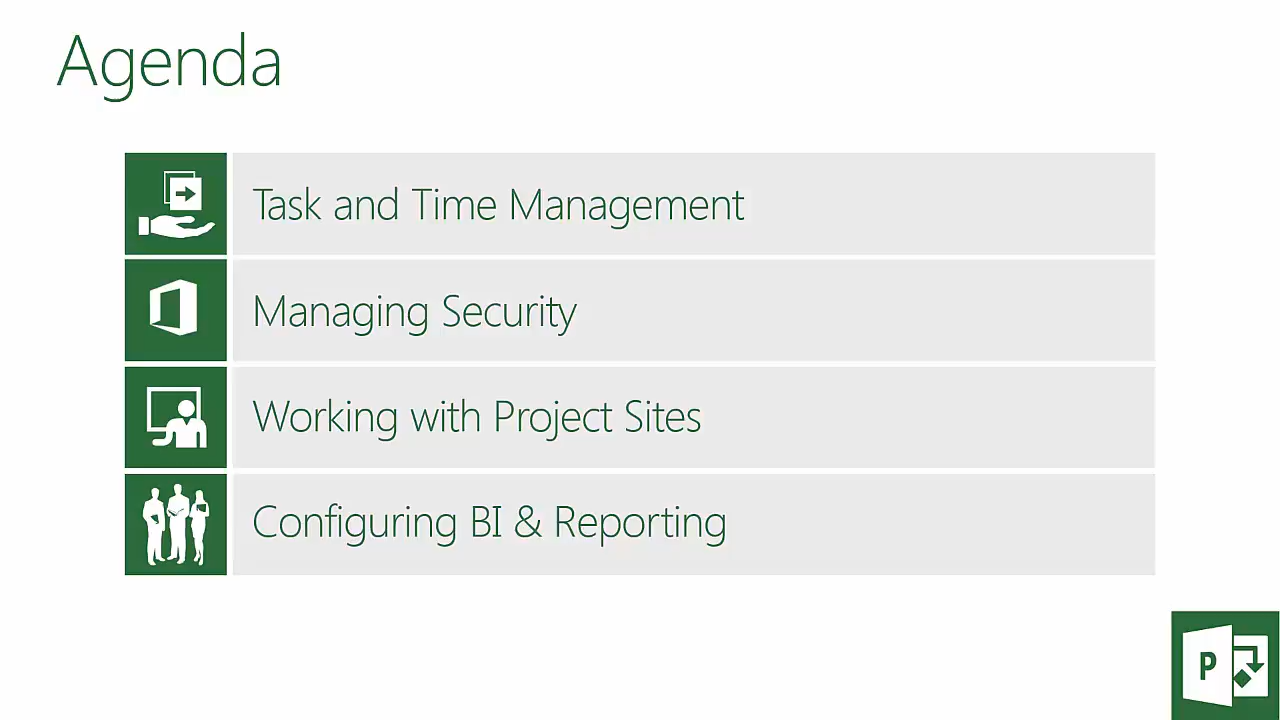 Agenda
Task and Time Management
Managing Security
Working with Project Sites
Configuring BI & Reporting
P